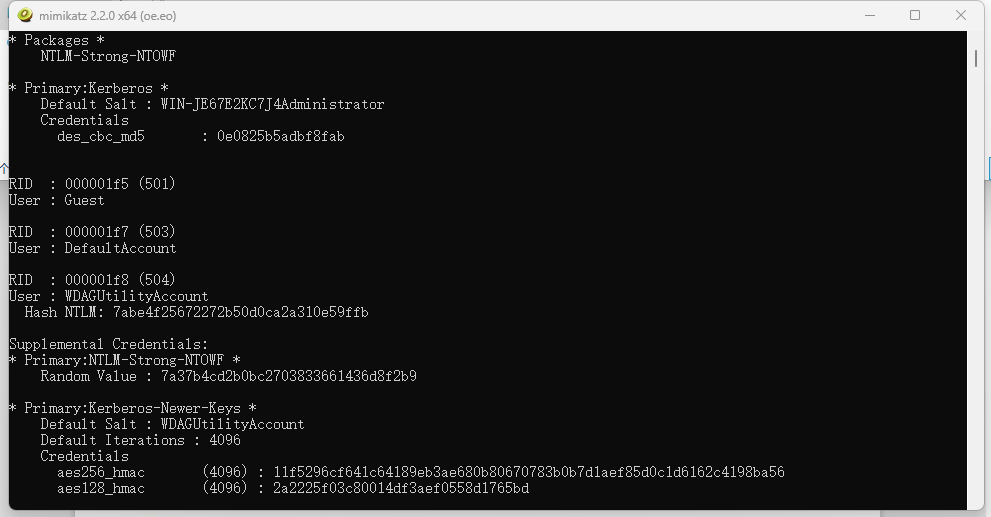 mimikatz 2.2.0 x64 (oe.eo)
* Packages *
NTLM-Strong-NTOWF
* Primary:Kerberos *
Default Salt : WIN-JE67E2KC7J4Administrator
Credentials
des_cbc_md5 : 0e0825b5adbf8fab
RID : 000001f5 (501)
User : Guest
RID : 000001f7 (503)
User : DefaultAccount
RID : 000001f8 (504)
User : WDAGUtilityAccount
Hash NTLM: 7abe4f25672272b50d0ca2a310e59ffb
Supplemental Credentials:
* Primary:NTLM-Strong-NTOWF *
Random Value : 7a37b4cd2b0bc2703833661436d8f2b9
* Primary:Kerberos-Newer-Keys *
Default Salt : WDAGUtilityAccount
Default Iterations : 4096
Credentials
aes256_hmac (4096) : 11f5296cf641c64189eb3ae680b80670783b0b7d1aef85d0c1d6162c4198ba56
aes128_hmac (4096) : 2a2225f03c80014df3aef0558d1765bd